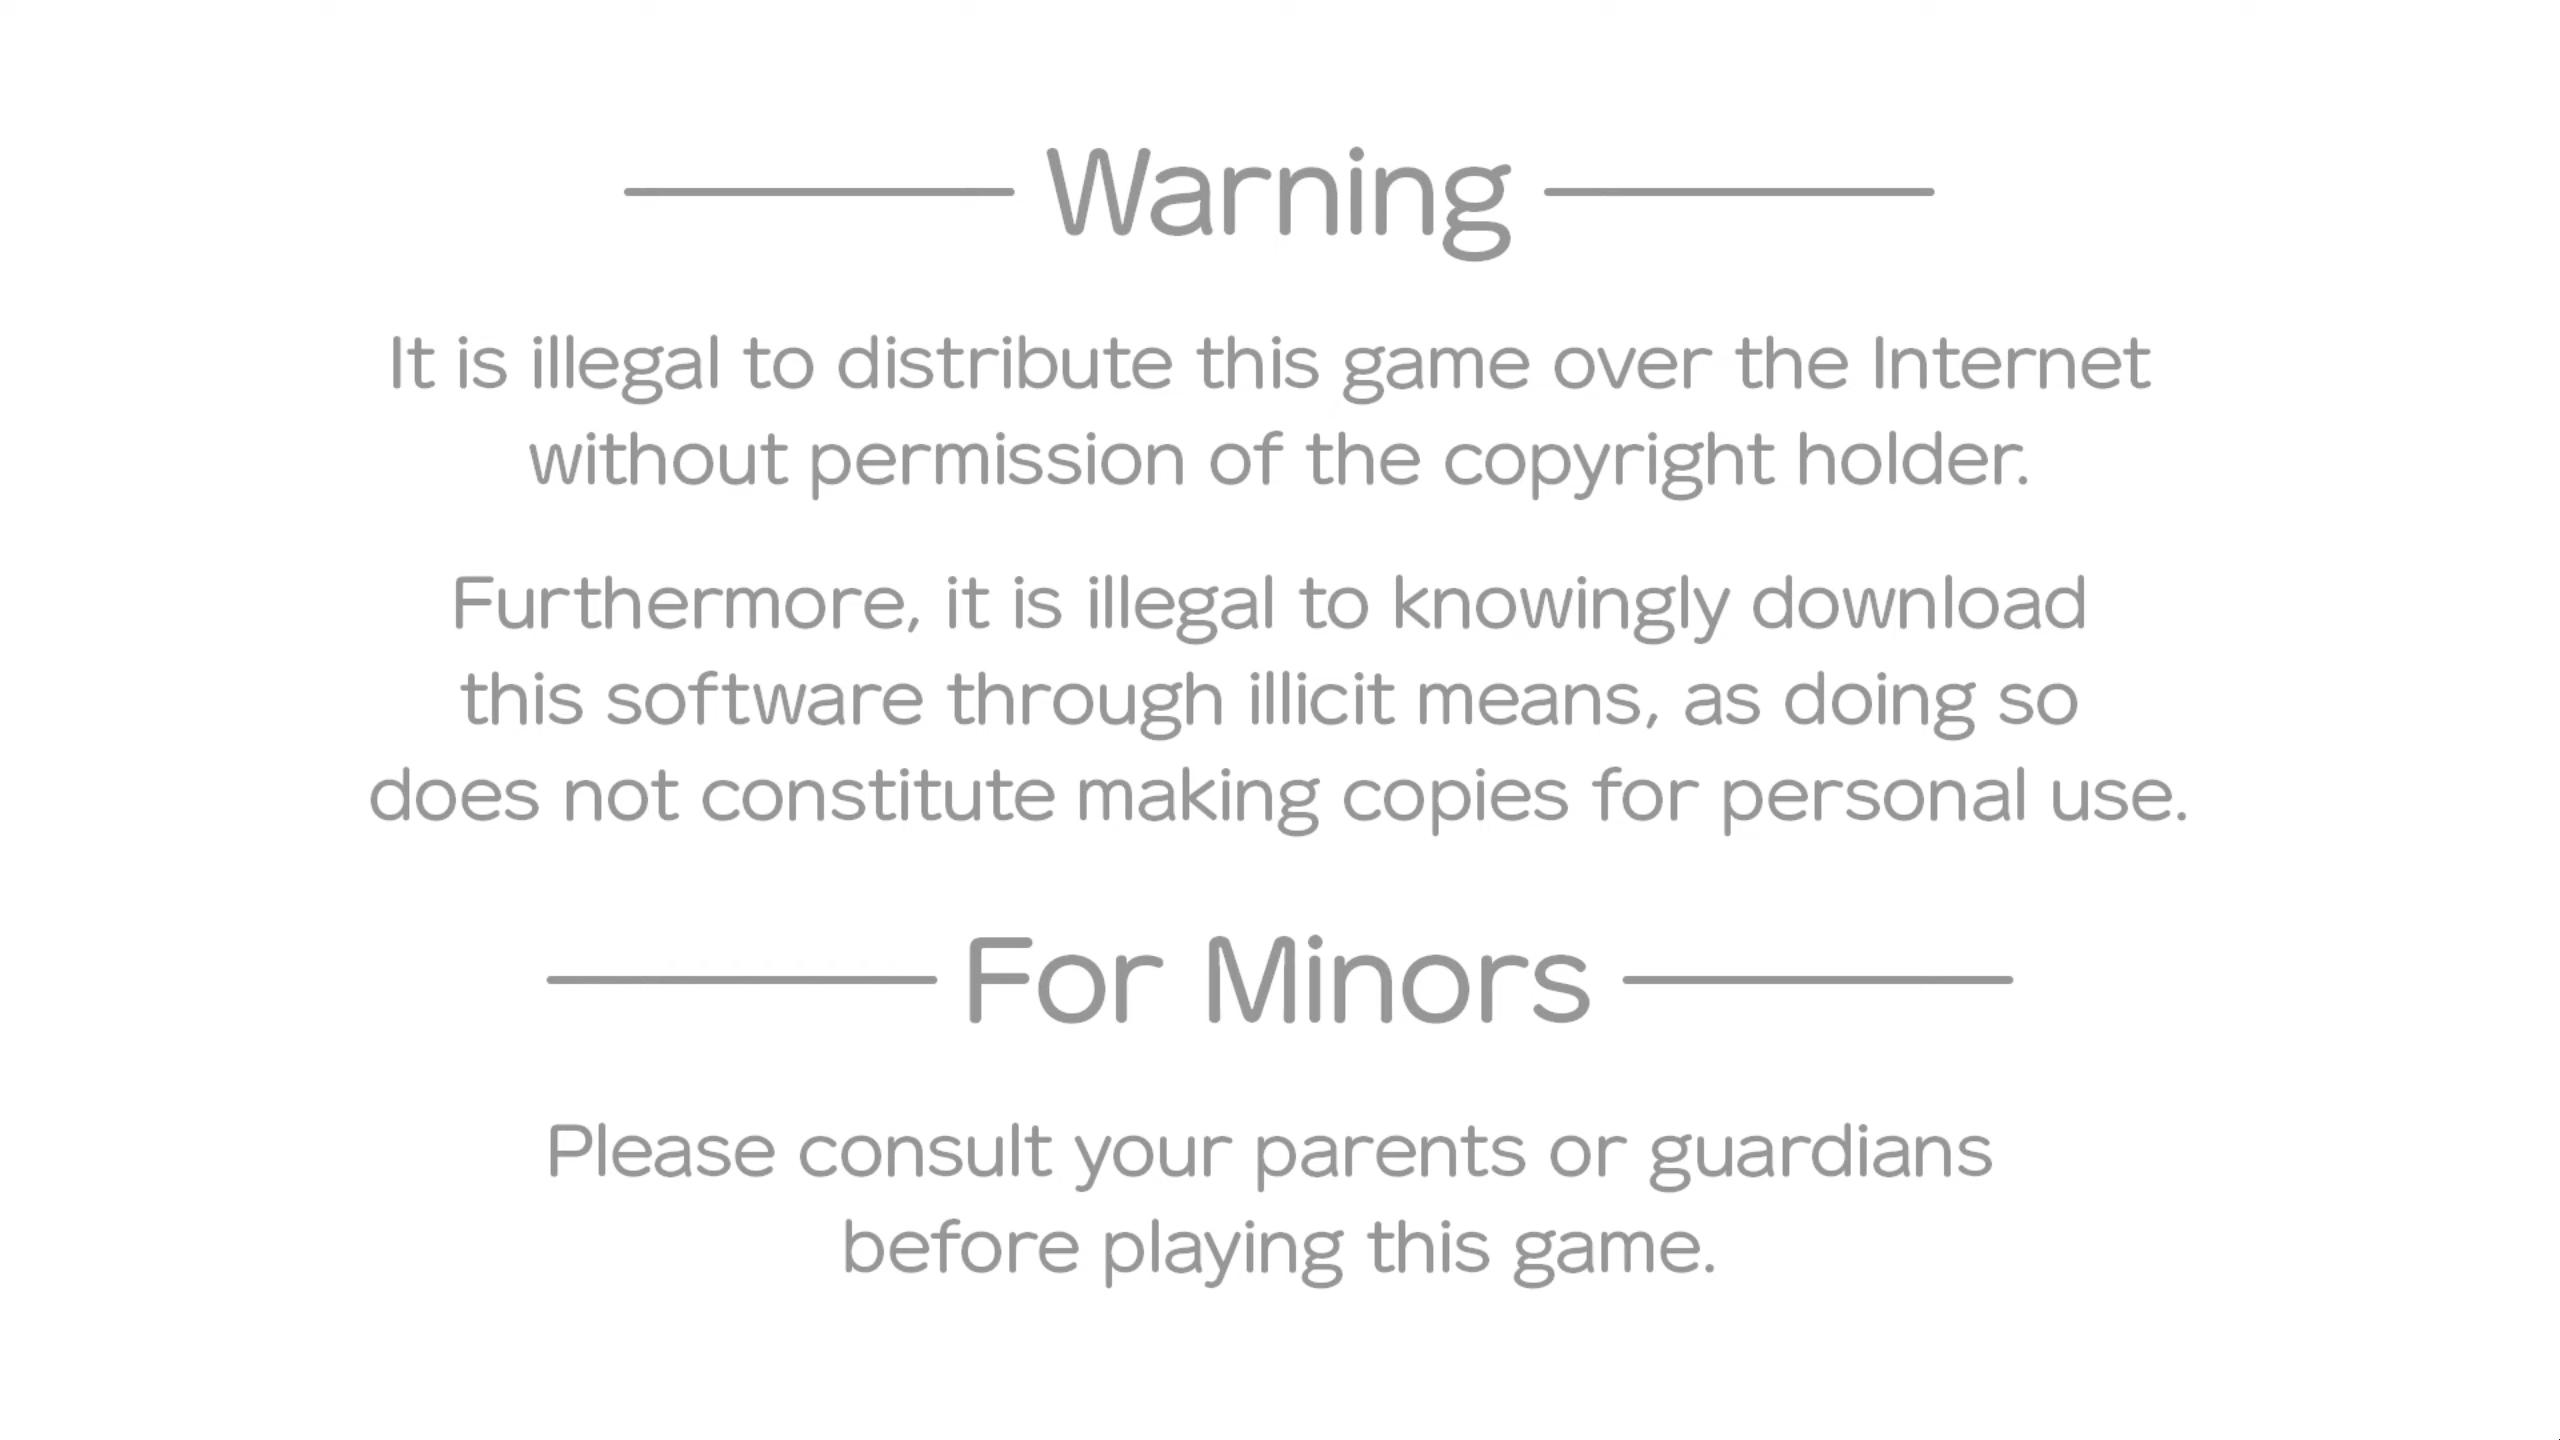 Warning
It is illegal to distribute this game over the Internet
without permission of the copyright holder.
Furthermore, it is illegal to knowingly download
this software through illicit means, as doing so
does not constitute making copies for personal use.
For Minors
Please consult your parents or guardians
before playing this game.